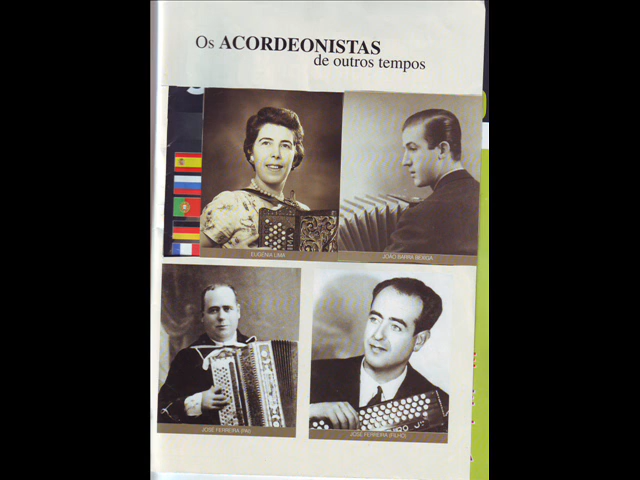 Os ACORDEONISTAS
de outros tempos
EUGÉNIA LIMA
JOÃO BARRA BEXIGA
JOSÉ FERREIRA (PAI)
JOSÉ FERREIRA (FILHO)